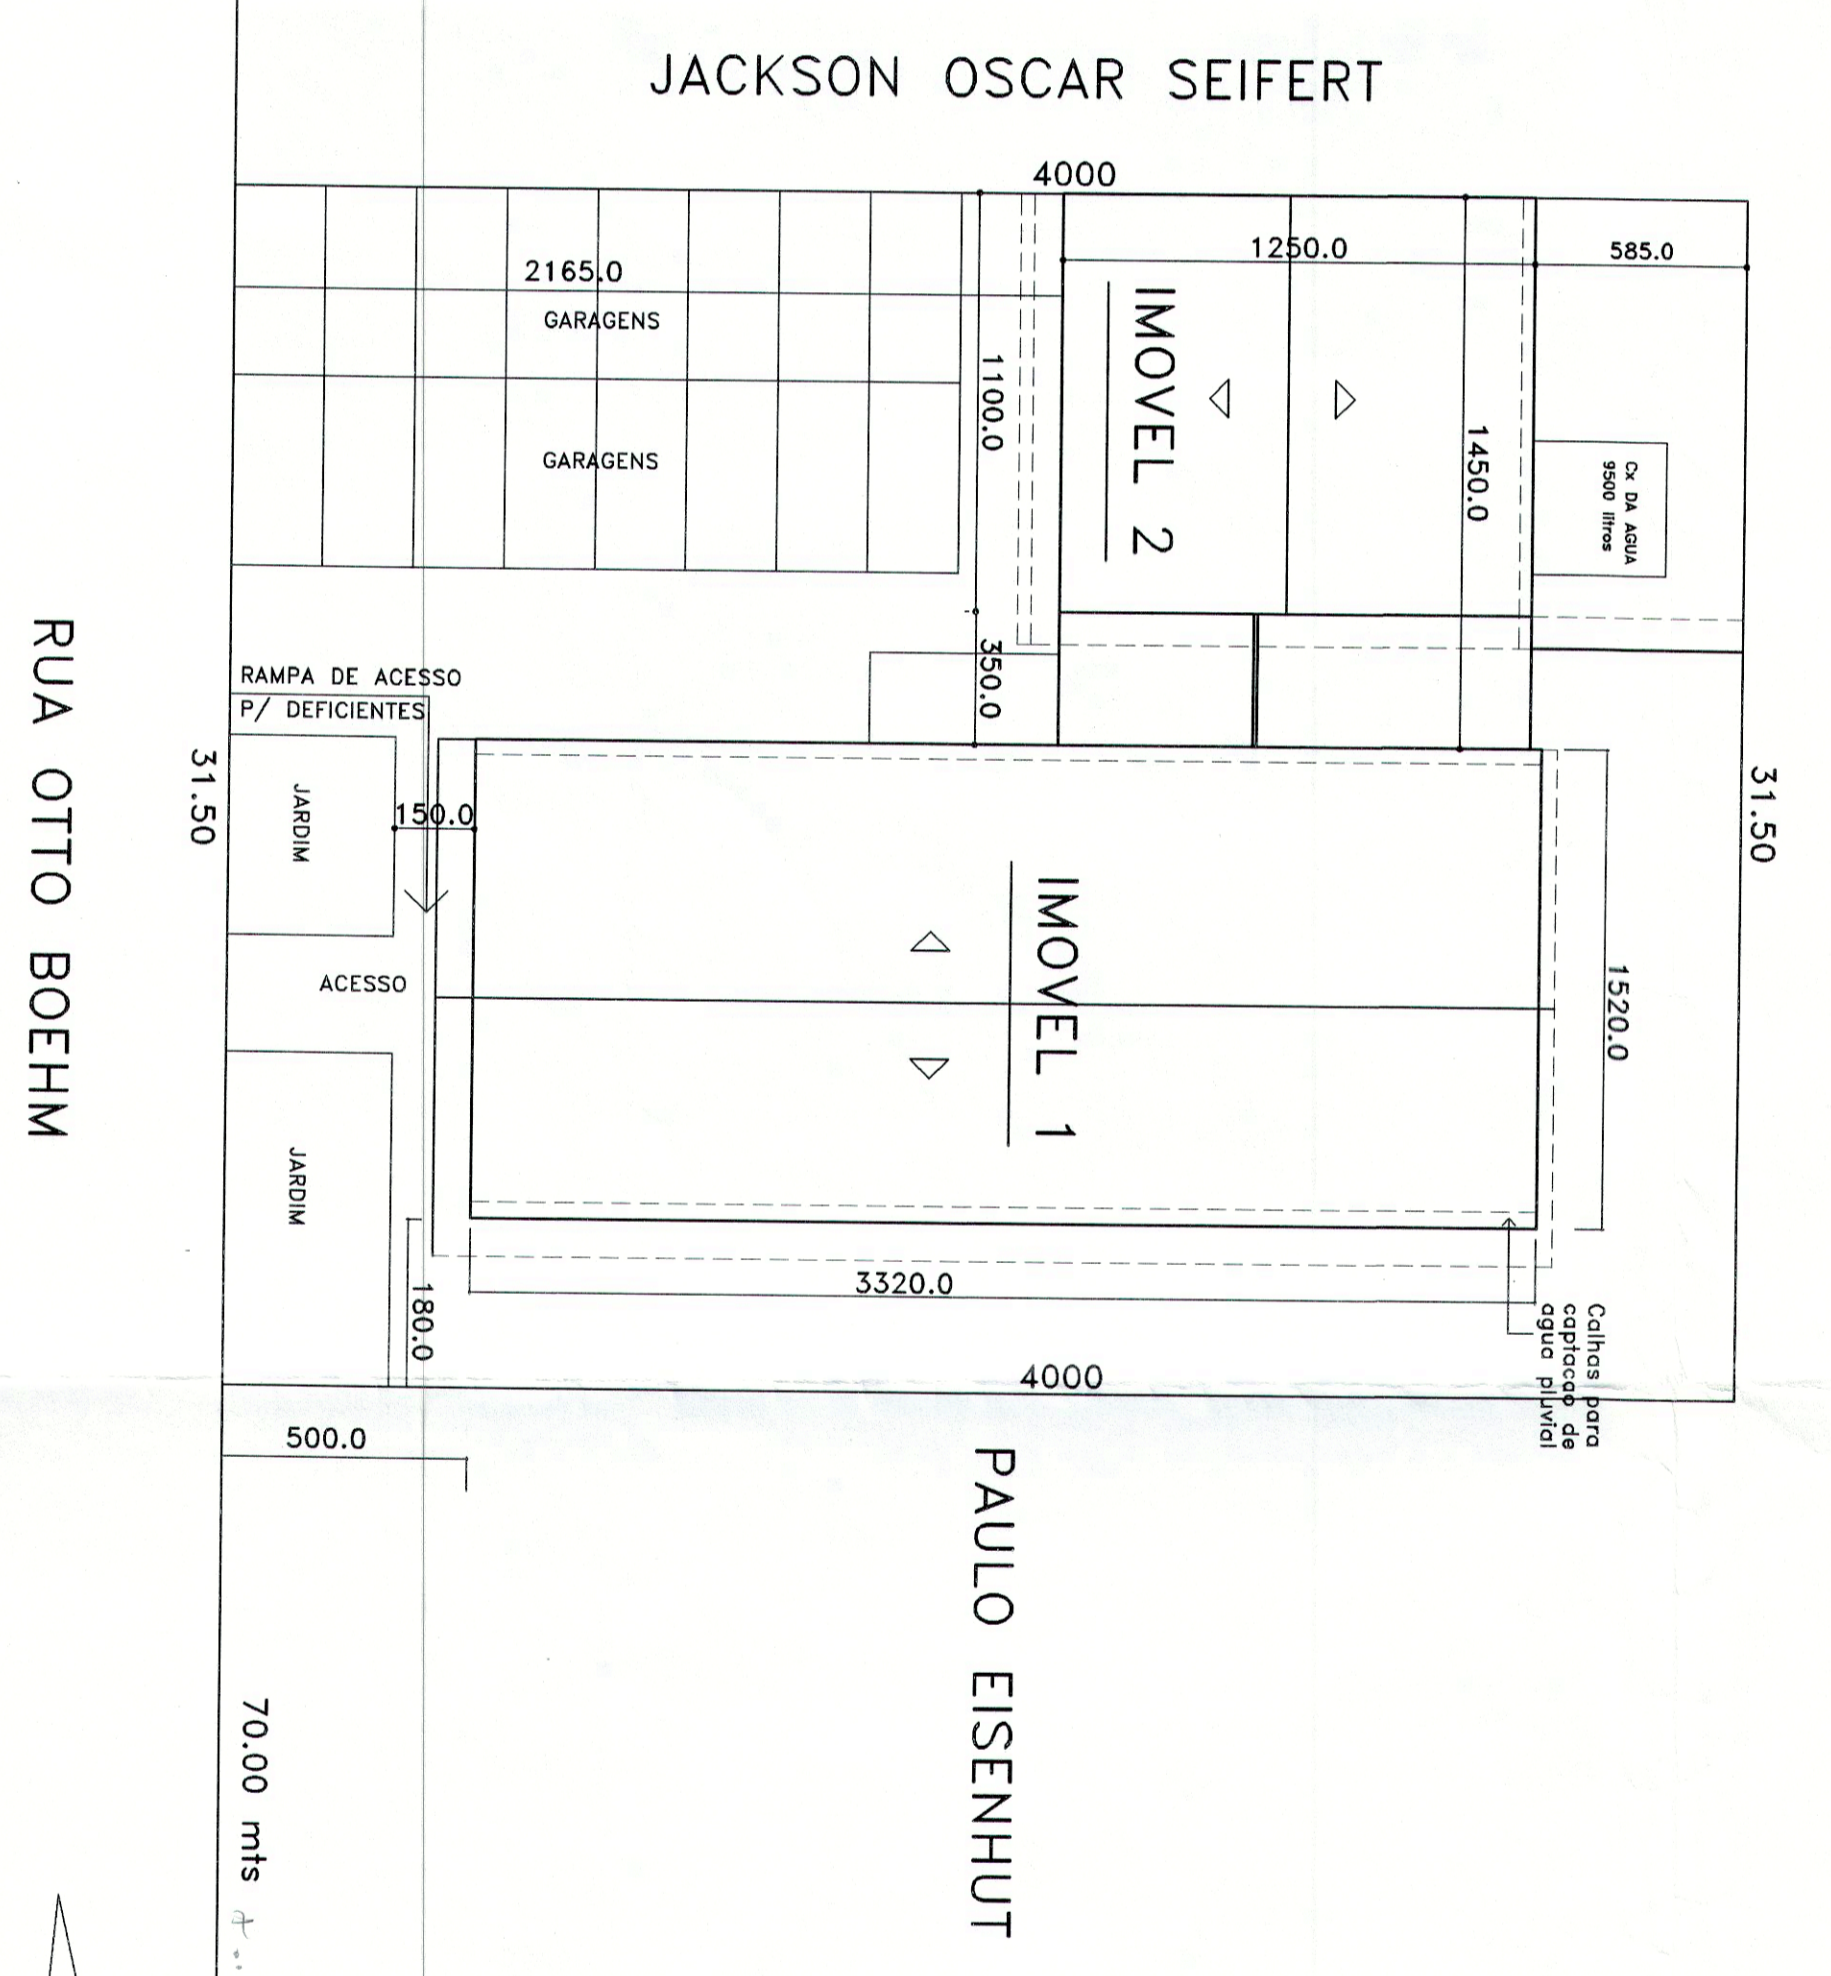 JACKSON OSCAR SEIFERT
4000
1250.0
585.0
2165.0
GARAGENS
1100.0
IMOVEL 2
1450.0
Cx DA AGUA
9500 litros
GARAGENS
350.0
RAMPA DE ACESSO
P/ DEFICIENTES
RUA OTTO BOEHM
31.50
31.50
JARDIM
150.0
IMOVEL 1
1520.0
ACESSO
JARDIM
180.0
3320.0
Calhas para
captacao de
agua pluvial
4000
500.0
PAULO EISENHUT
70.00 mts